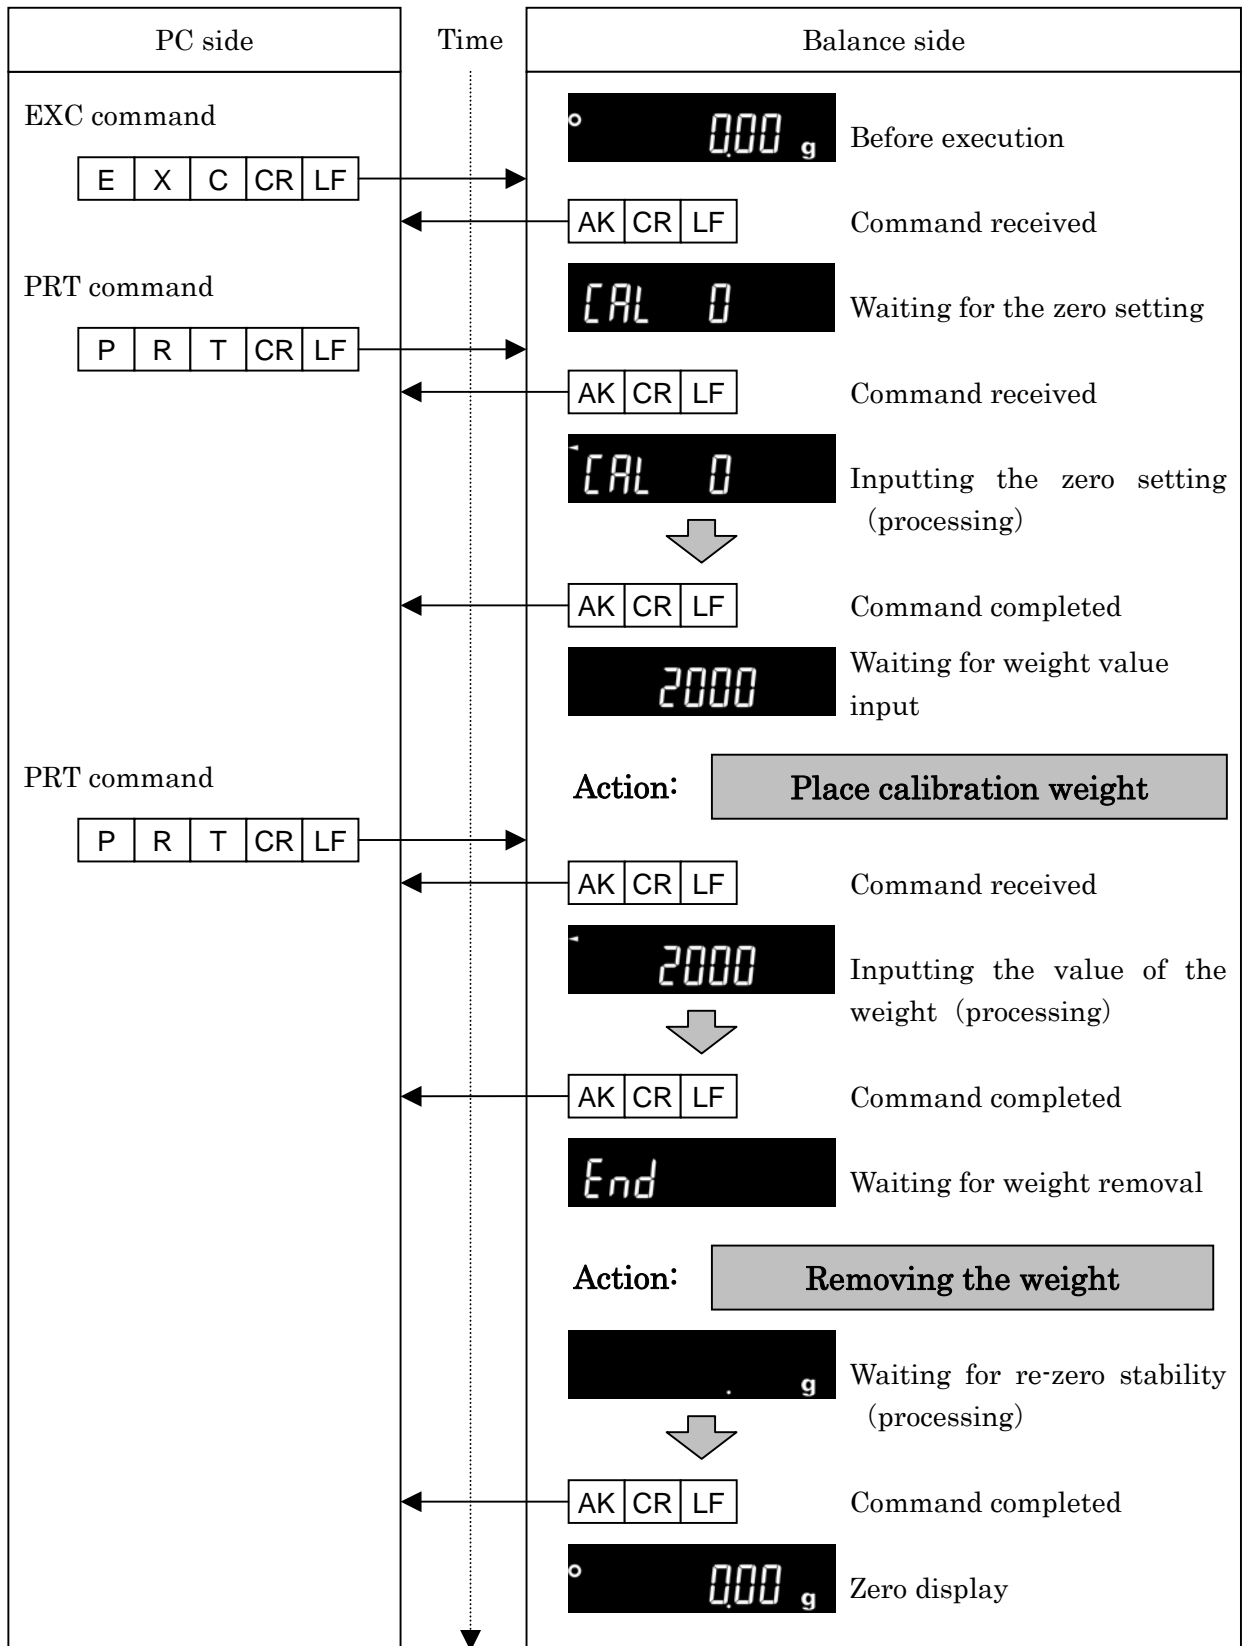 PC side
Time
Balance side
EXC command
0.00 g
Before execution
E X C CR LF
AK CR LF
Command received
PRT command
CAL 0
Waiting for the zero setting
P R T CR LF
AK CR LF
Command received
CAL 0
Inputting the zero setting
(processing)
AK CR LF
Command completed
2000
Waiting for weight value
input
PRT command
Action:
Place calibration weight
P R T CR LF
AK CR LF
Command received
2000
Inputting the value of the
weight (processing)
AK CR LF
Command completed
End
Waiting for weight removal
Action:
Removing the weight
. g
Waiting for re-zero stability
(processing)
AK CR LF
Command completed
0.00 g
Zero display